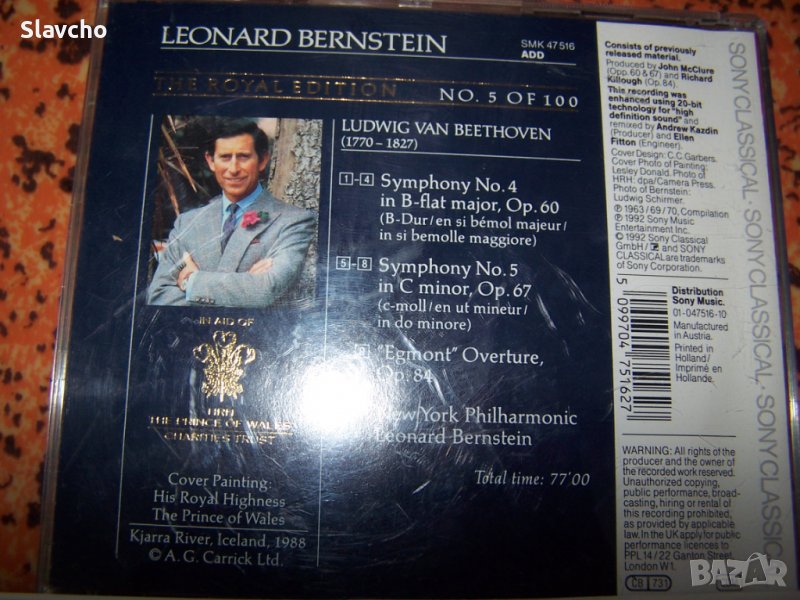 Slavcho
LEONARD BERNSTEIN
SMK 47516
ADD
THE ROYAL EDITION
NO. 5 OF 100
LUDWIG VAN BEETHOVEN
(1770–1827)
1-4 Symphony No. 4
in B-flat major, Op. 60
(B-Dur/en si bémol majeur/
in si bemolle maggiore)
5-8 Symphony No. 5
in C minor, Op. 67
(c-moll/en ut mineur/
in do minore)
"Egmont" Overture,
Op. 84
New York Philharmonic
Leonard Bernstein
Total time: 77'00
IN AID OF
HRH
THE PRINCE OF WALES
CHARITIES TRUST
Cover Painting:
His Royal Highness
The Prince of Wales
Kjarra River, Iceland, 1988
© A. G. Carrick Ltd.
Consists of previously
released material.
Produced by John McClure
(Opp. 60 & 67) and Richard
Killough (Op. 84).
This recording was
enhanced using 20-bit
technology for "high
definition sound" and
remixed by Andrew Kazdin
(Producer) and Ellen
Fitton (Engineer).
Cover Design: C.C. Garbers.
Cover Photo of Painting:
Lesley Donald. Photo of
HRH: dpa/Camera Press.
Photo of Bernstein:
Ludwig Schirmer.
℗ 1963/69/70, Compilation
℗ 1992 Sony Music
Entertainment Inc.
© 1992 Sony Classical
GmbH/ and SONY
CLASSICAL are trademarks
of Sony Corporation.
5 099704 751627
Distribution
Sony Music.
01-047516-10
Manufactured
in Austria.
Printed in
Holland/
Imprimé en
Hollande.
WARNING: All rights of the
producer and the owner of
the recorded work reserved.
Unauthorized copying,
public performance, broad-
casting, hiring or rental of
this recording prohibited,
as provided by applicable
law. In the UK apply for public
performance licences to
PPL 14/22 Ganton Street,
London W1.
CB 731
SONY CLASSICAL · SONY CLASSICAL · SONY CLASSICAL
BAZAR